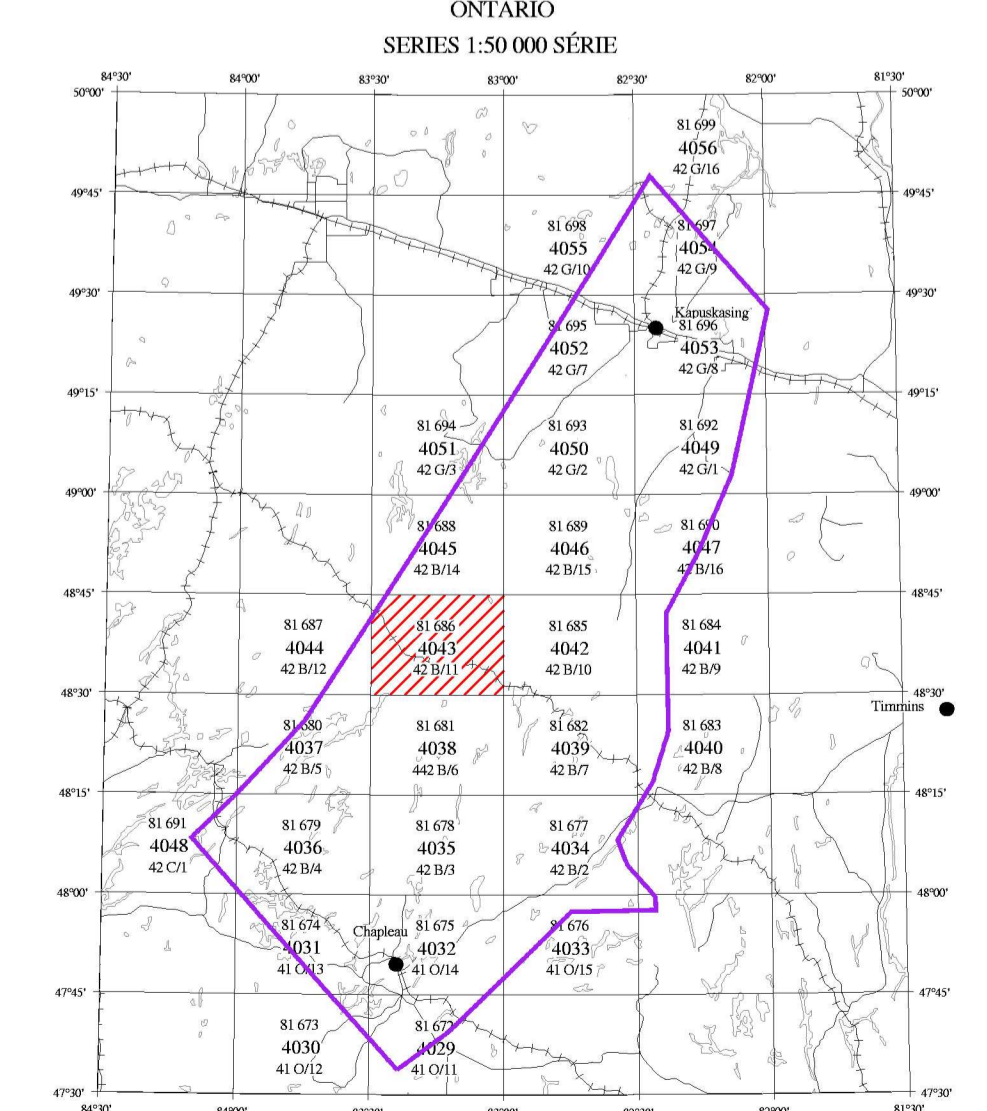 ONTARIO
SERIES 1:50 000 SÉRIE
84°30' 84°00' 83°30' 83°00' 82°30' 82°00' 81°30'
50°00' 50°00'
81 699
4056
42 G/16
49°45' 49°45'
81 698 81 697
4055 4054
42 G/10 42 G/9
49°30' 49°30'
Kapuskasing
81 695 81 696
4052 4053
42 G/7 42 G/8
49°15' 49°15'
81 694 81 693 81 692
4051 4050 4049
42 G/3 42 G/2 42 G/1
49°00' 49°00'
81 688 81 689 81 690
4045 4046 4047
42 B/14 42 B/15 42 B/16
48°45' 48°45'
81 687 81 686 81 685 81 684
4044 4043 4042 4041
42 B/12 42 B/11 42 B/10 42 B/9
48°30' 48°30'
Timmins
81 680 81 681 81 682 81 683
4037 4038 4039 4040
42 B/5 442 B/6 42 B/7 42 B/8
48°15' 48°15'
81 691 81 679 81 678 81 677
4048 4036 4035 4034
42 C/1 42 B/4 42 B/3 42 B/2
48°00' 48°00'
81 674 81 675 81 676
Chapleau
4031 4032 4033
41 O/13 41 O/14 41 O/15
47°45' 47°45'
81 673 81 672
4030 4029
41 O/12 41 O/11
47°30' 47°30'